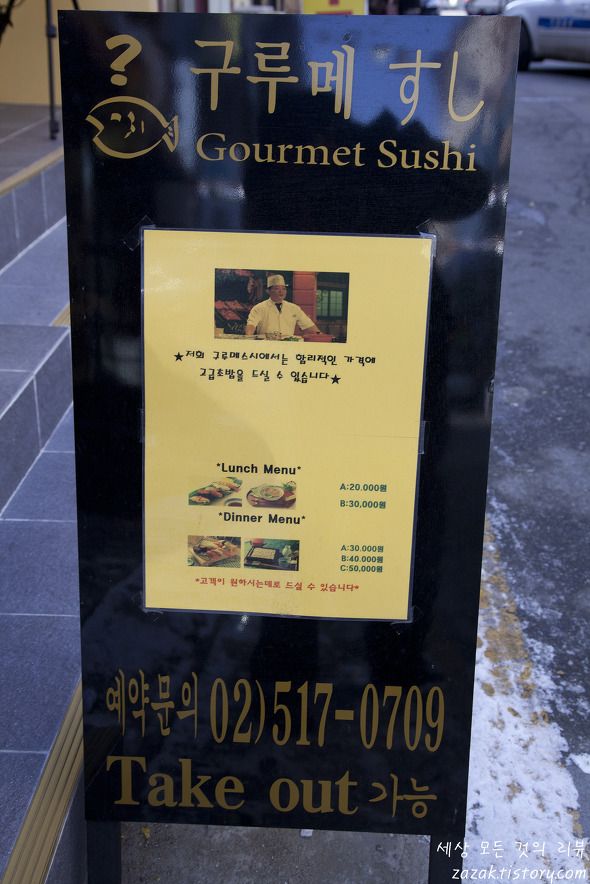 ?
구루메 すし
Gourmet Sushi
★저희 구루메스시에서는 합리적인 가격에
고급초밥을 드실 수 있습니다★
*Lunch Menu*
A:20.000원
B:30,000원
*Dinner Menu*
A:30.000원
B:40.000원
C:50,000원
*고객이 원하시는데로 드실 수 있습니다*
예약문의 02)517-0709
Take out 가능
세상 모든 것의 리뷰
zazak.tistory.com